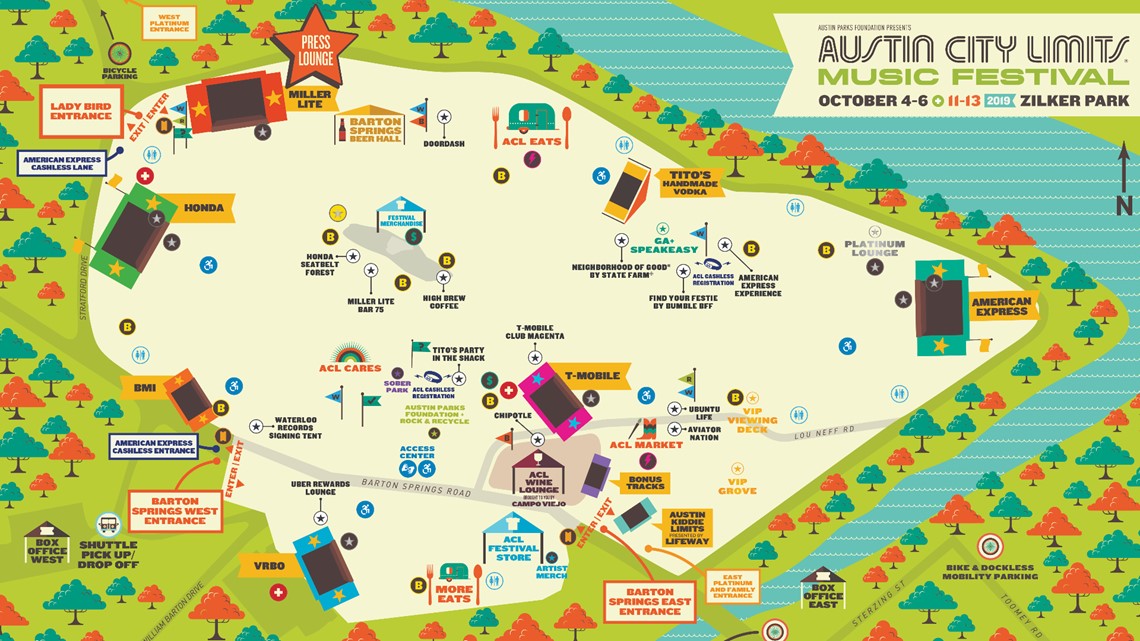 AUSTIN PARKS FOUNDATION PRESENTS
AUSTIN CITY LIMITS
MUSIC FESTIVAL
OCTOBER 4-6 + 11-13 2019 ZILKER PARK
N
WEST
PLATINUM
ENTRANCE
BICYCLE
PARKING
PRESS
LOUNGE
LADY BIRD
ENTRANCE
EXIT | ENTER
AMERICAN EXPRESS
CASHLESS LANE
MILLER
LITE
BARTON
SPRINGS
BEER HALL
W
B
DOORDASH
ACL EATS
B
TITO'S
HANDMADE
VODKA
HONDA
STRATFORD DRIVE
FESTIVAL
MERCHANDISE
$
B
HONDA
SEATBELT
FOREST
MILLER LITE
BAR 75
B
B
HIGH BREW
COFFEE
NEIGHBORHOOD OF GOOD®
BY STATE FARM®
GA+
SPEAKEASY
W
ACL CASHLESS
REGISTRATION
FIND YOUR FESTIE
BY BUMBLE BFF
B
AMERICAN
EXPRESS
EXPERIENCE
B
PLATINUM
LOUNGE
AMERICAN
EXPRESS
B
T-MOBILE
CLUB MAGENTA
TITO'S PARTY
IN THE SHACK
ACL CARES
SOBER
PARK
ACL CASHLESS
REGISTRATION
$
B
T-MOBILE
BMI
B
W
AUSTIN PARKS
FOUNDATION +
ROCK & RECYCLE
CHIPOTLE
B
R
W
UBUNTU
LIFE
AVIATOR
NATION
ACL MARKET
B
VIP
VIEWING
DECK
LOU NEFF RD
WATERLOO
RECORDS
SIGNING TENT
AMERICAN EXPRESS
CASHLESS ENTRANCE
ENTER | EXIT
BARTON
SPRINGS WEST
ENTRANCE
ACCESS
CENTER
BARTON SPRINGS ROAD
ACL
WINE
LOUNGE
CAMPO VIEJO
BONUS
TRACKS
VIP
GROVE
UBER REWARDS
LOUNGE
ENTER | EXIT
AUSTIN
KIDDIE
LIMITS
PRESENTED BY
LIFEWAY
BOX
OFFICE
WEST
SHUTTLE
PICK UP/
DROP OFF
VRBO
ACL
FESTIVAL
STORE
ARTIST
MERCH
B
MORE
EATS
BARTON
SPRINGS EAST
ENTRANCE
EAST
PLATINUM
AND FAMILY
ENTRANCE
BOX
OFFICE
EAST
BIKE & DOCKLESS
MOBILITY PARKING
WILLIAM BARTON DRIVE
STERZING ST
TOOMEY RD